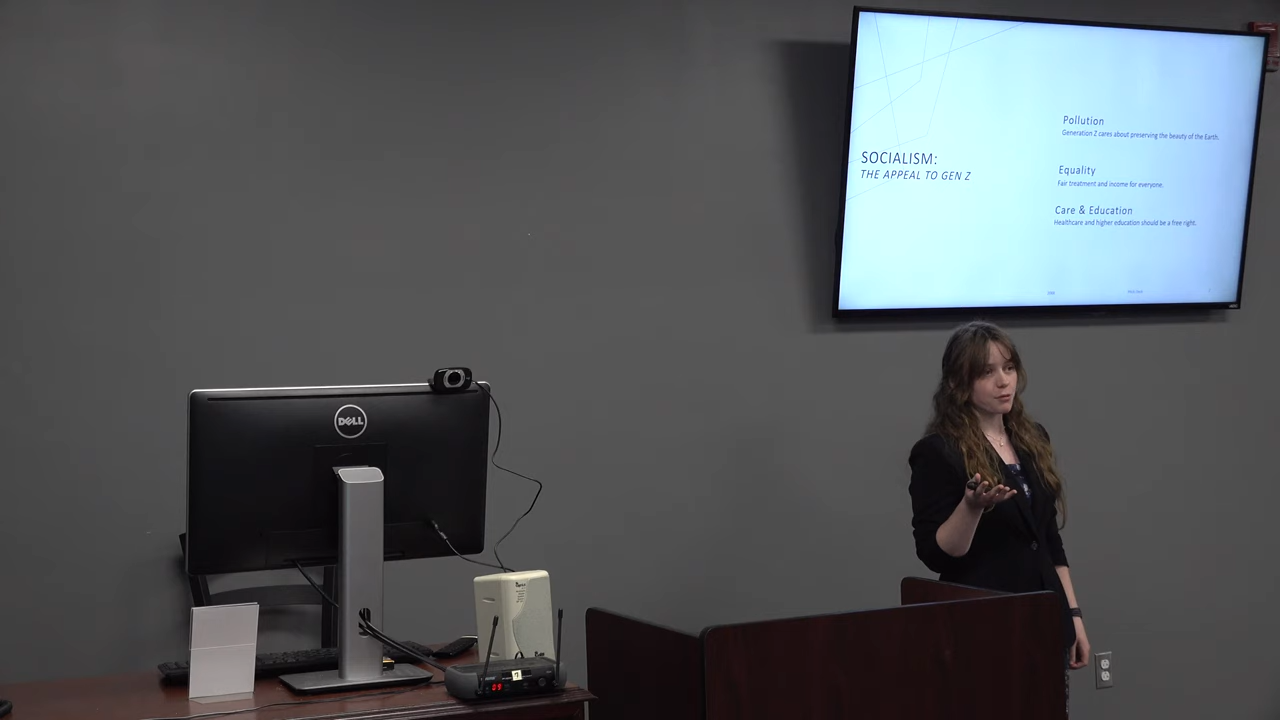 SOCIALISM:
THE APPEAL TO GEN Z
Pollution
Generation Z cares about preserving the beauty of the Earth.
Equality
Fair treatment and income for everyone.
Care & Education
Healthcare and higher education should be a free right.
DELL